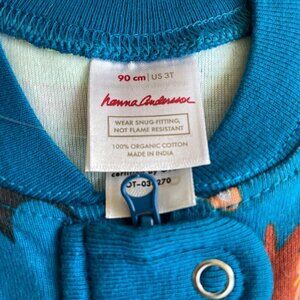 90 cm | US 3T
hanna andersson
WEAR SNUG-FITTING,
NOT FLAME RESISTANT
100% ORGANIC COTTON
MADE IN INDIA